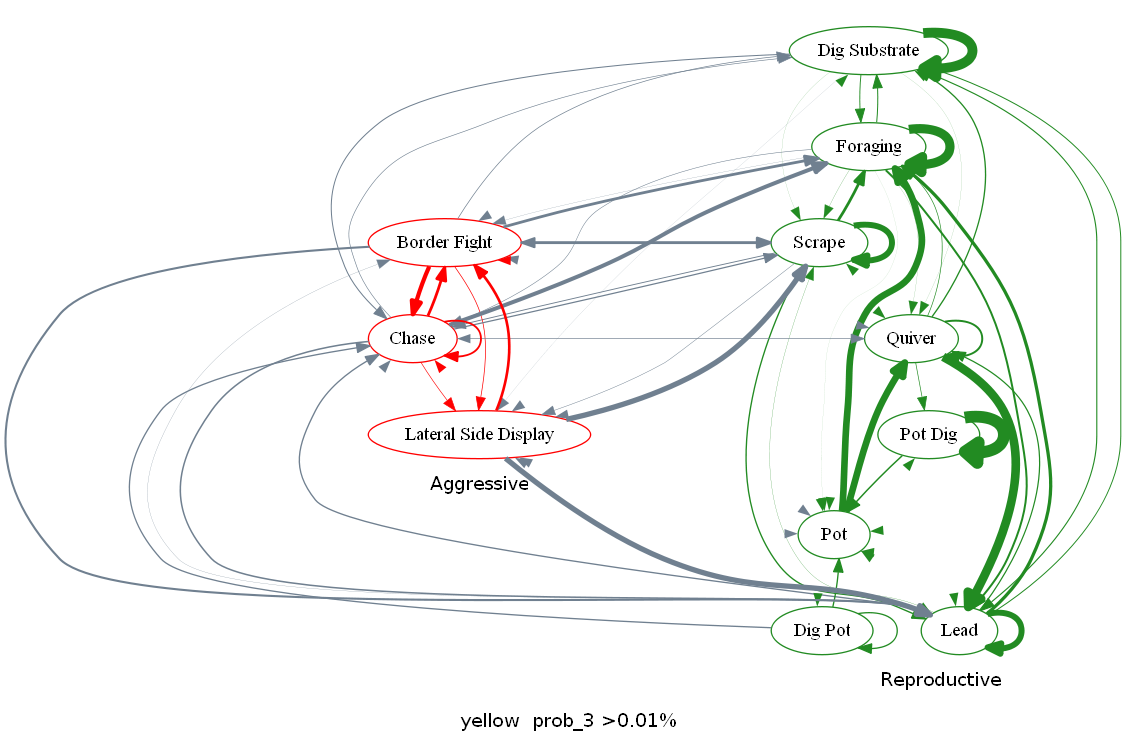 Dig Substrate
Foraging
Border Fight
Scrape
Chase
Quiver
Lateral Side Display
Pot Dig
Aggressive
Pot
Dig Pot
Lead
Reproductive
yellow prob_3 >0.01%